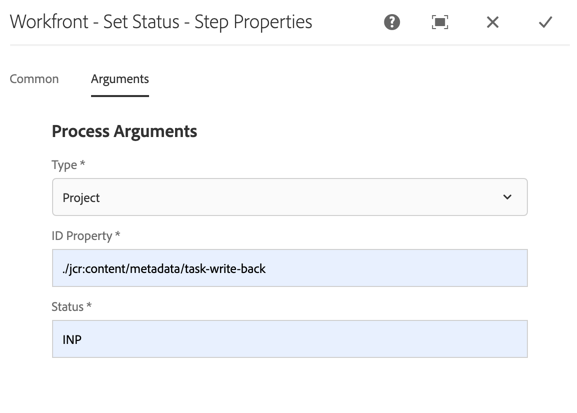 Workfront - Set Status - Step Properties
Common Arguments
Process Arguments
Type *
Project
ID Property *
./jcr:content/metadata/task-write-back
Status *
INP